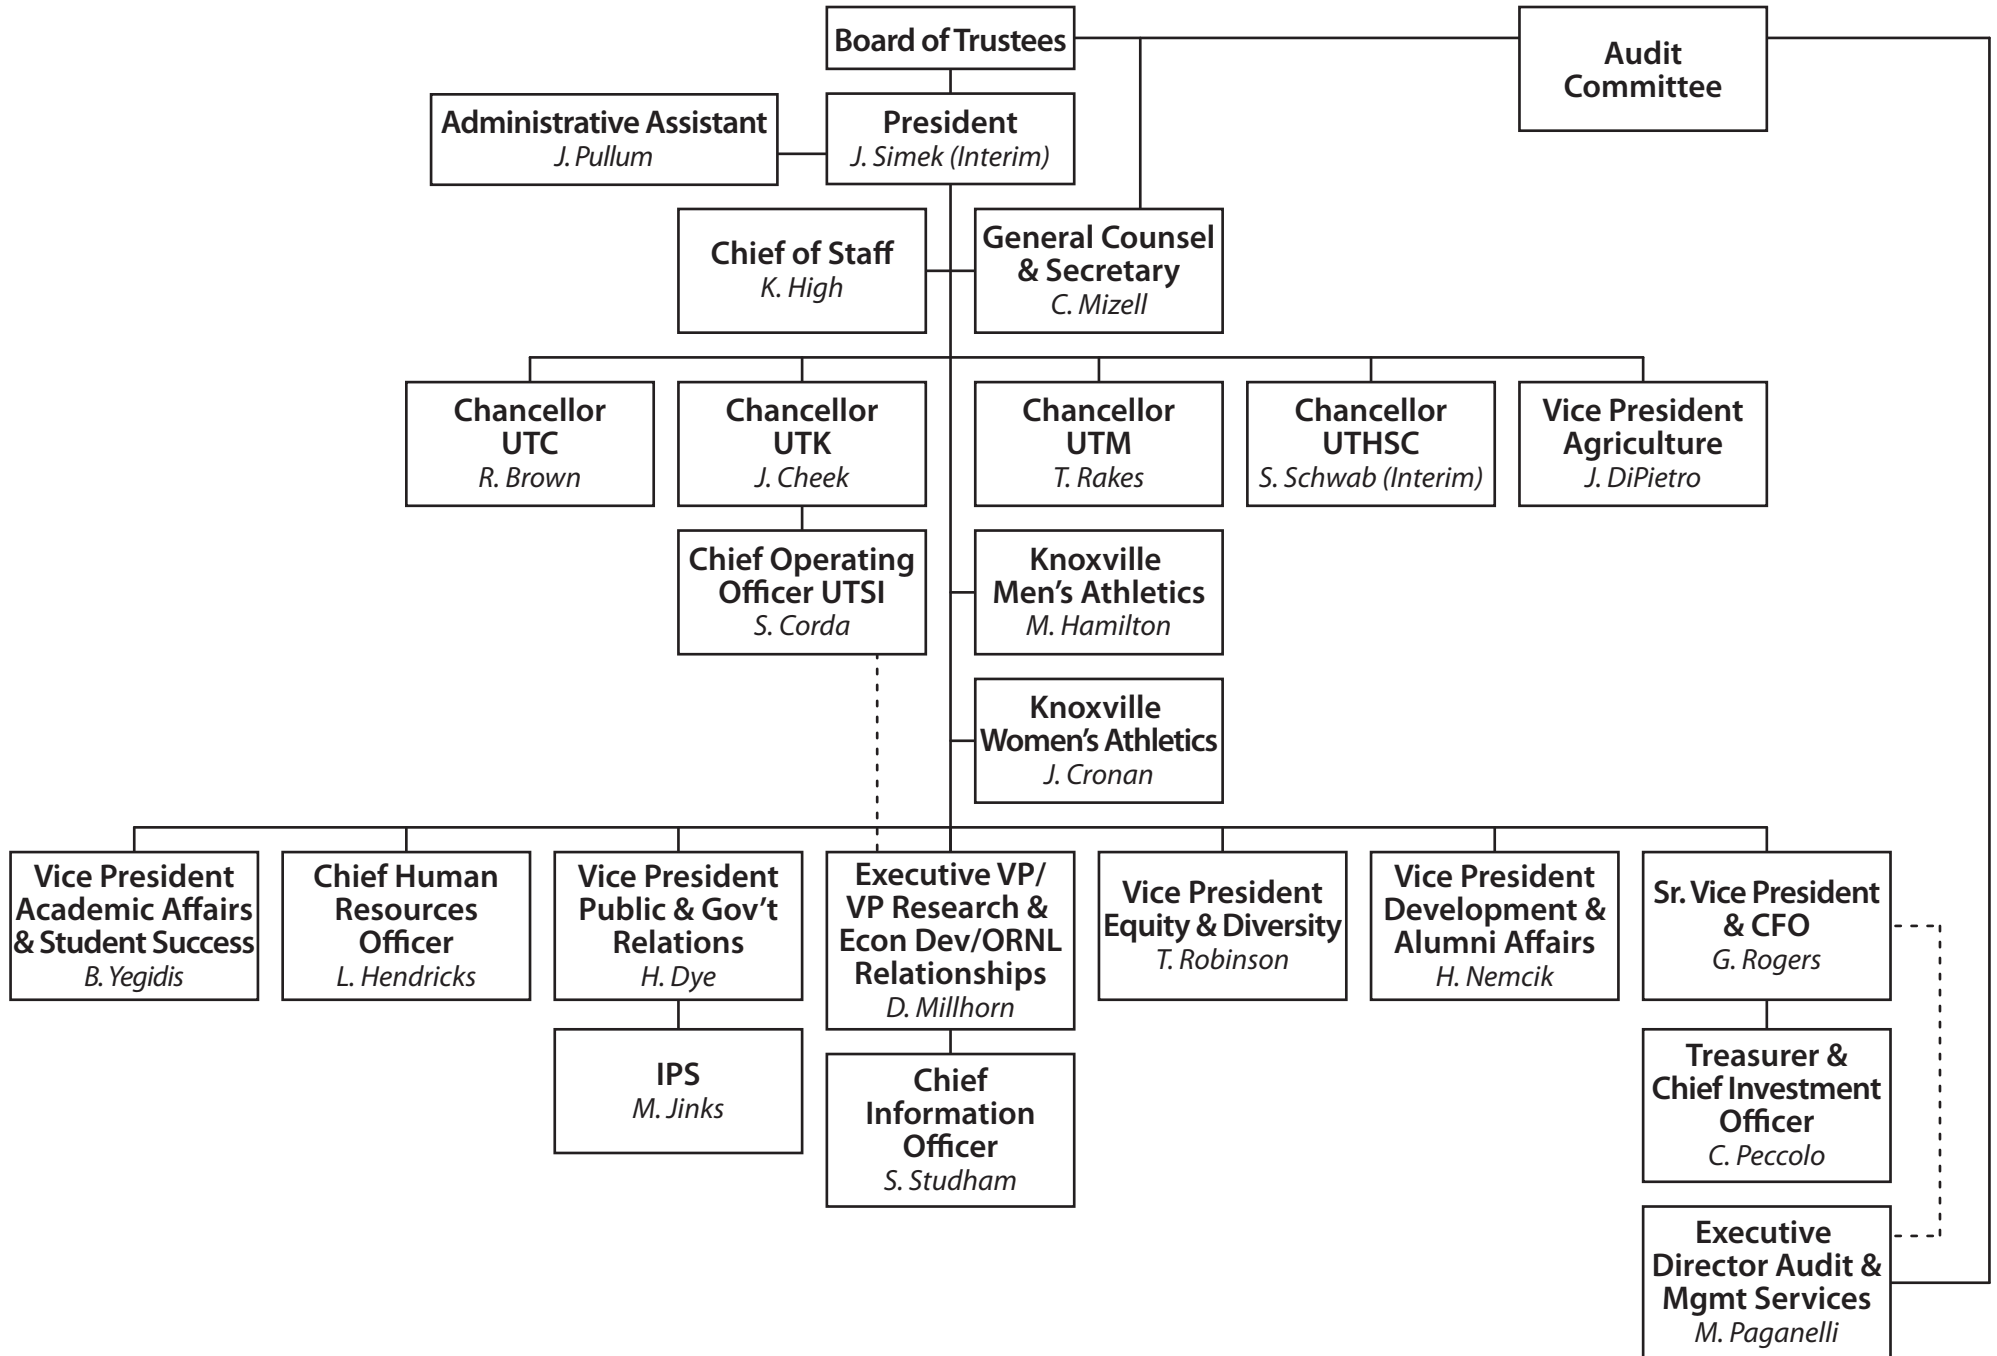 Board of Trustees
Audit
Committee
Administrative Assistant
J. Pullum
President
J. Simek (Interim)
Chief of Staff
K. High
General Counsel
& Secretary
C. Mizell
Chancellor
UTC
R. Brown
Chancellor
UTK
J. Cheek
Chancellor
UTM
T. Rakes
Chancellor
UTHSC
S. Schwab (Interim)
Vice President
Agriculture
J. DiPietro
Chief Operating
Officer UTSI
S. Corda
Knoxville
Men's Athletics
M. Hamilton
Knoxville
Women's Athletics
J. Cronan
Vice President
Academic Affairs
& Student Success
B. Yegidis
Chief Human
Resources
Officer
L. Hendricks
Vice President
Public & Gov't
Relations
H. Dye
Executive VP/
VP Research &
Econ Dev/ORNL
Relationships
D. Millhorn
Vice President
Equity & Diversity
T. Robinson
Vice President
Development &
Alumni Affairs
H. Nemcik
Sr. Vice President
& CFO
G. Rogers
IPS
M. Jinks
Chief
Information
Officer
S. Studham
Treasurer &
Chief Investment
Officer
C. Peccolo
Executive
Director Audit &
Mgmt Services
M. Paganelli